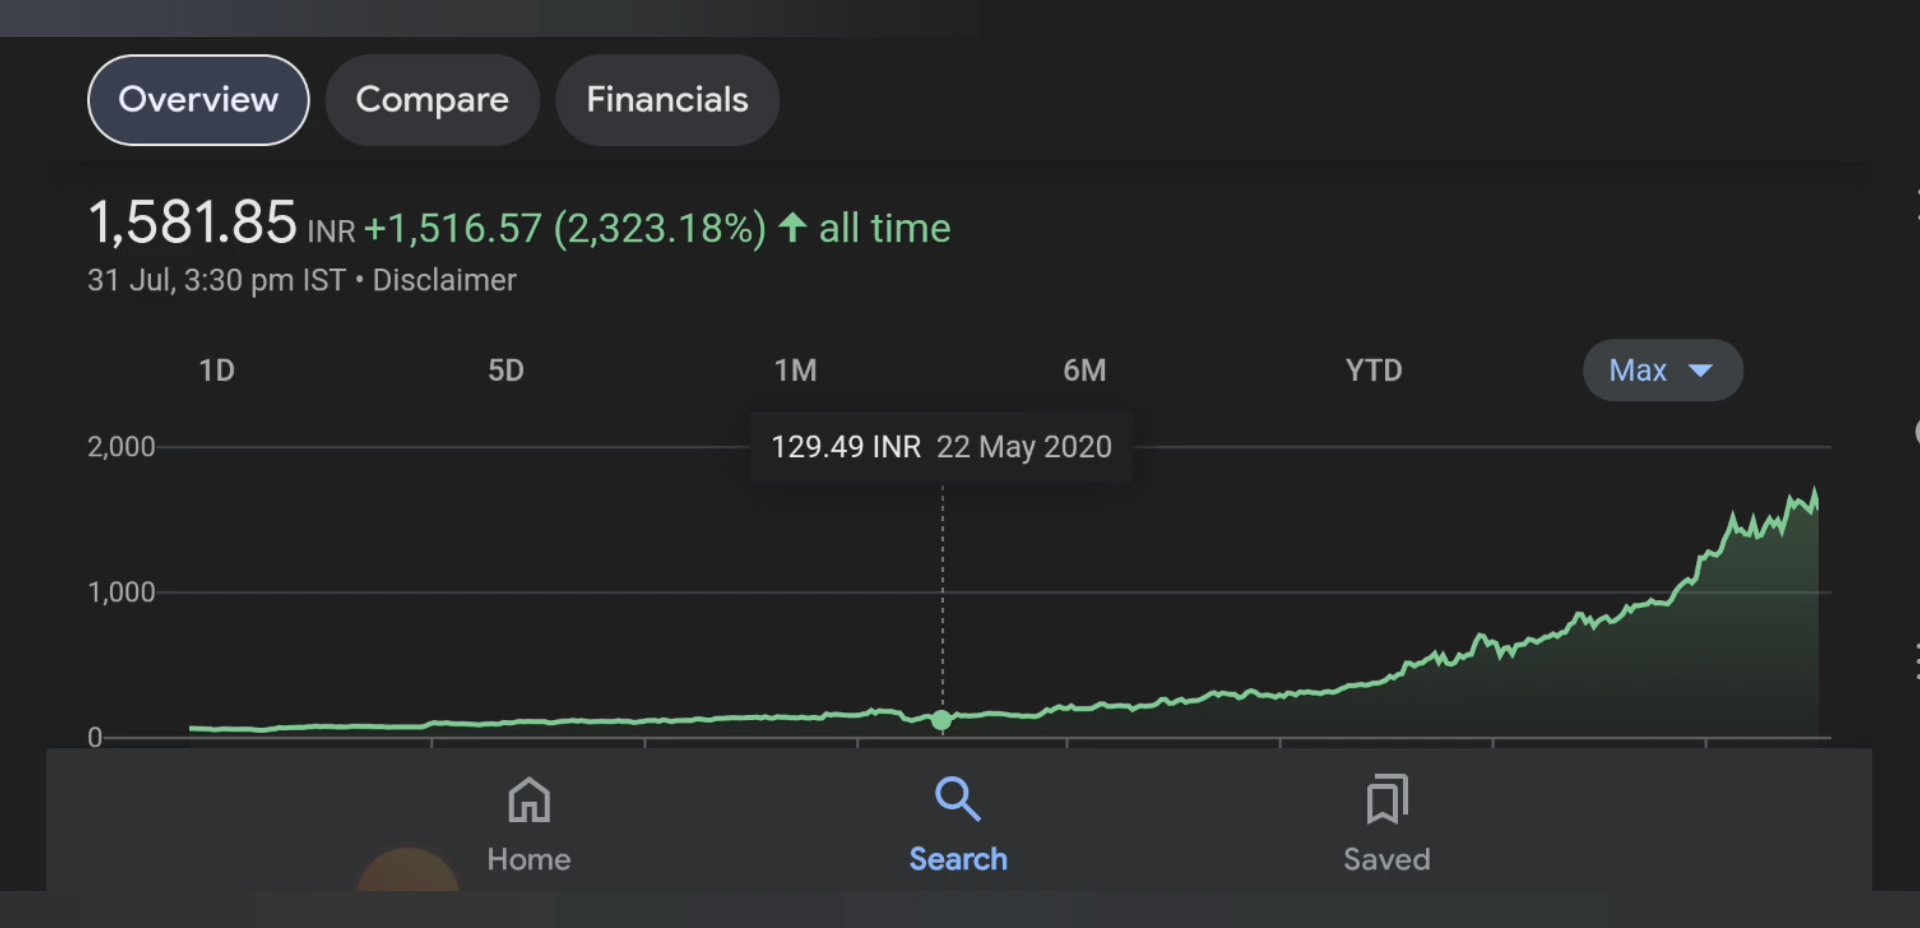 Overview Compare Financials
1,581.85 INR +1,516.57 (2,323.18%) ↑ all time
31 Jul, 3:30 pm IST • Disclaimer
1D 5D 1M 6M YTD Max
129.49 INR 22 May 2020
2,000
1,000
0
Home Search Saved